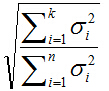 √(∑_{i=1}^{k} σ_i^2 / ∑_{i=1}^{n} σ_i^2)